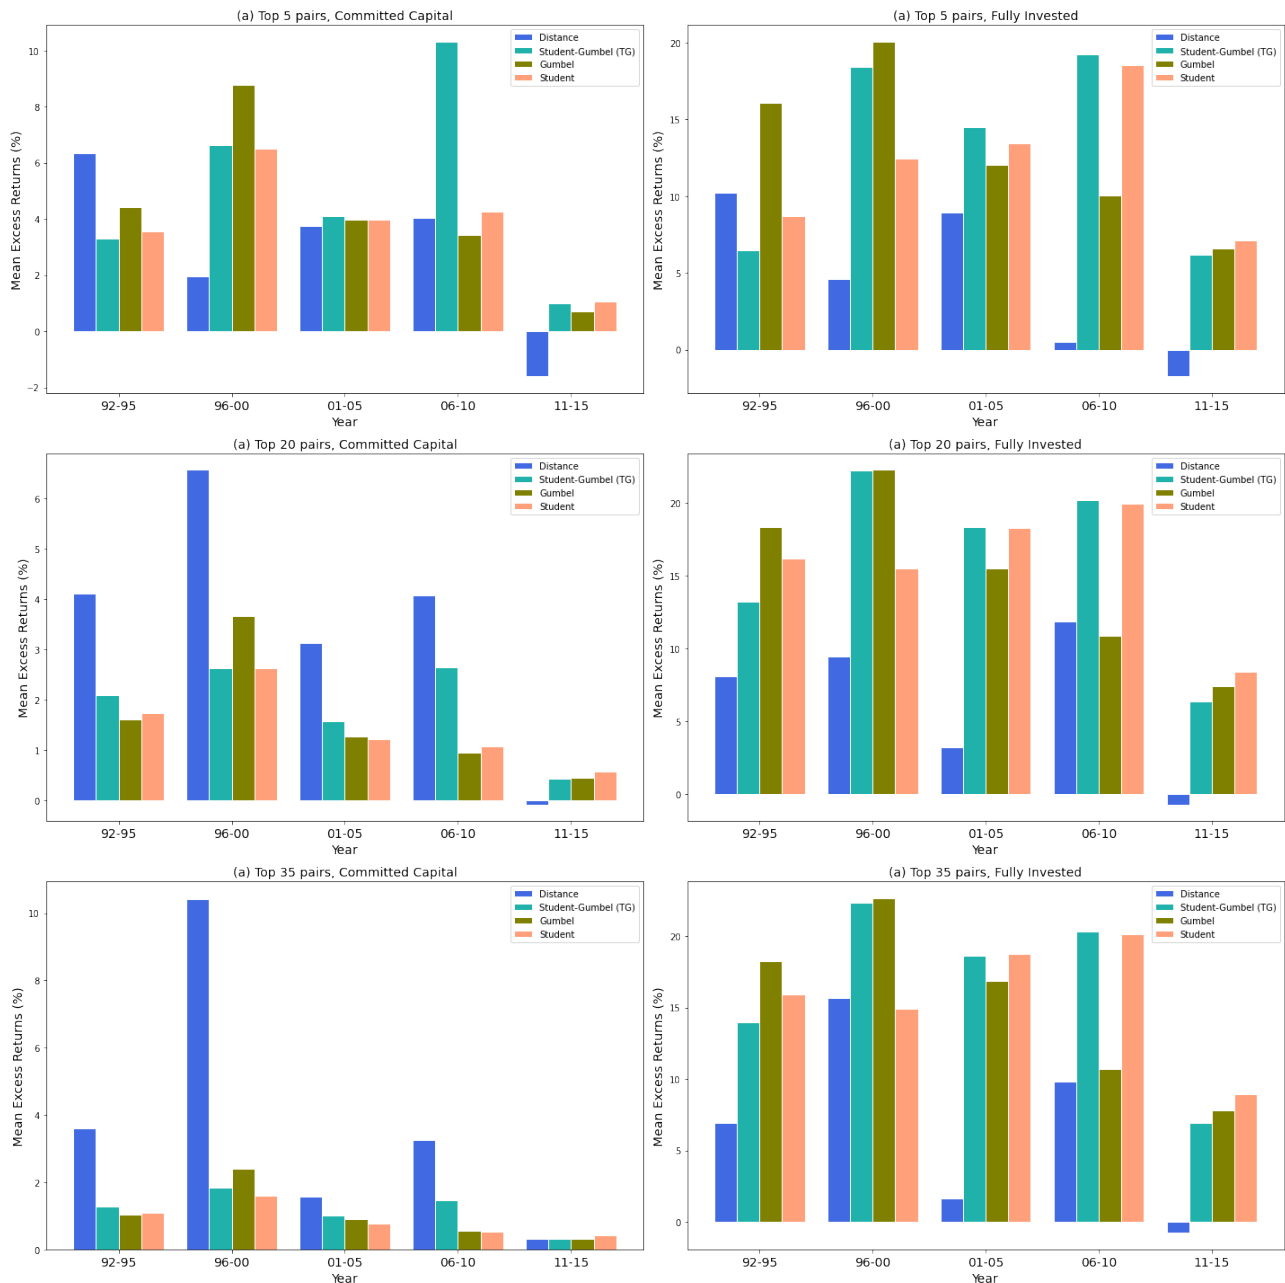 (a) Top 5 pairs, Committed Capital
Mean Excess Returns (%)
10
8
6
4
2
0
−2
Distance
Student-Gumbel (TG)
Gumbel
Student
92-95 96-00 01-05 06-10 11-15
Year
(a) Top 5 pairs, Fully Invested
Mean Excess Returns (%)
20
15
10
5
0
Distance
Student-Gumbel (TG)
Gumbel
Student
92-95 96-00 01-05 06-10 11-15
Year
(a) Top 20 pairs, Committed Capital
Mean Excess Returns (%)
6
5
4
3
2
1
0
Distance
Student-Gumbel (TG)
Gumbel
Student
92-95 96-00 01-05 06-10 11-15
Year
(a) Top 20 pairs, Fully Invested
Mean Excess Returns (%)
20
15
10
5
0
Distance
Student-Gumbel (TG)
Gumbel
Student
92-95 96-00 01-05 06-10 11-15
Year
(a) Top 35 pairs, Committed Capital
Mean Excess Returns (%)
10
8
6
4
2
0
Distance
Student-Gumbel (TG)
Gumbel
Student
92-95 96-00 01-05 06-10 11-15
Year
(a) Top 35 pairs, Fully Invested
Mean Excess Returns (%)
20
15
10
5
0
Distance
Student-Gumbel (TG)
Gumbel
Student
92-95 96-00 01-05 06-10 11-15
Year